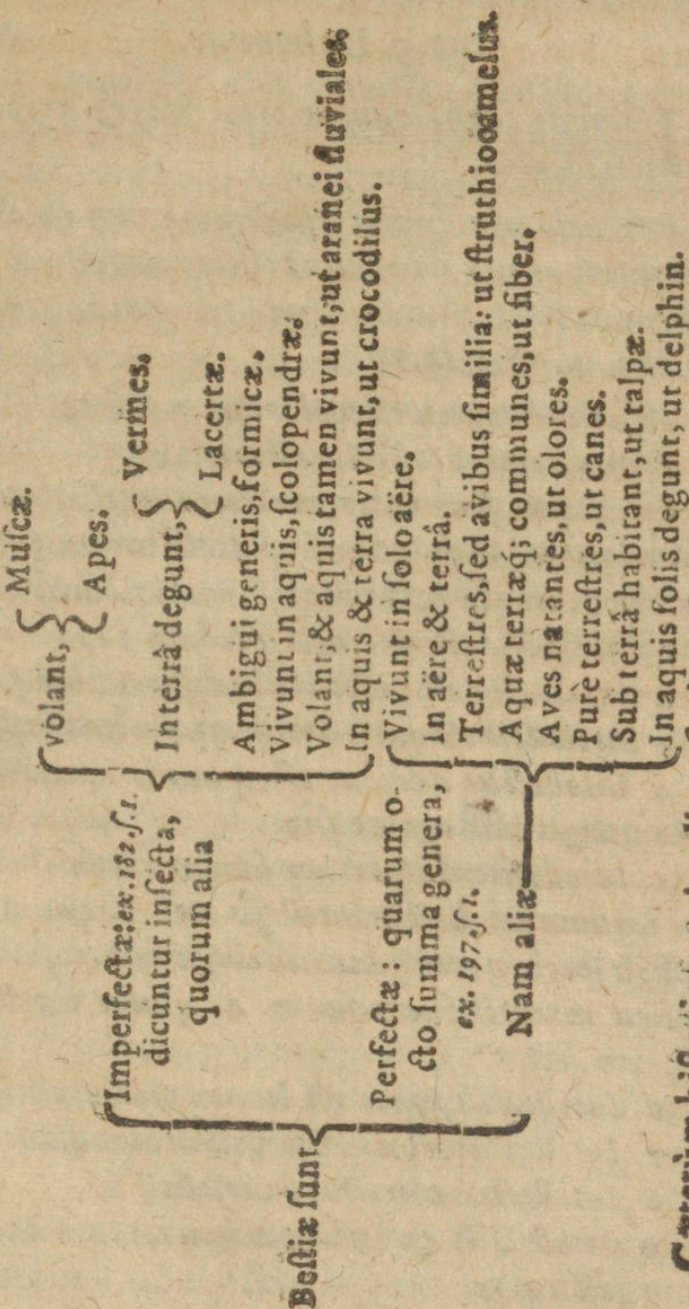 Bestiæ sunt
Imperfectæ: ex. 182. s. 1.
dicuntur insecta,
quorum alia
volant,
Muscæ.
Apes.
In terrâ degunt,
Vermes.
Lacertæ.
Ambigui generis, formicæ.
Vivunt in aquis, scolopendræ.
Volant, & aquis tamen vivunt, ut aranei fluviales.
In aquis & terra vivunt, ut crocodilus.
Perfectæ: quarum o-
cto summa genera,
ex. 197. s. 1.
Nam aliæ
Vivunt in solo aëre.
In aëre & terrâ.
Terrestres, sed avibus similia: ut struthiocamelus.
Aquæ terræq́; communes, ut fiber.
Aves natantes, ut olores.
Purè terrestres, ut canes.
Sub terrâ habitant, ut talpæ.
In aquis solis degunt, ut delphin.